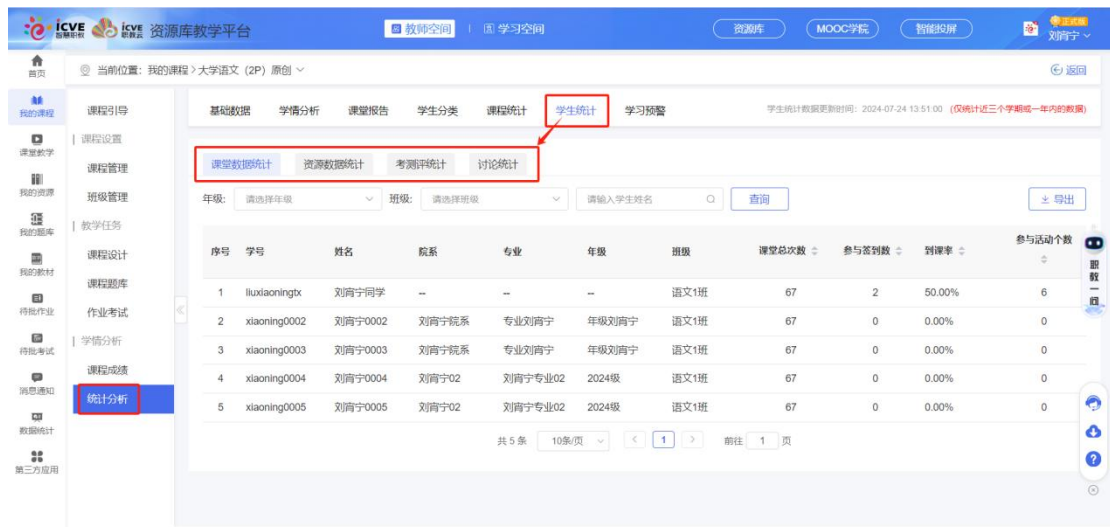 icve 智慧职教 icve 职教云 资源库教学平台 教师空间 学习空间 资源库 MOOC学院 智能投屏 正式版 刘宵宁
首页 当前位置：我的课程 > 大学语文（2P）原创 返回
我的课程 课程引导 基础数据 学情分析 课堂报告 学生分类 课程统计 学生统计 学习预警 学生统计数据更新时间：2024-07-24 13:51:00 (仅统计近三个学期或一年内的数据)
课堂教学 课程设置
课程管理 课堂数据统计 资源数据统计 考测评统计 讨论统计
我的资源 班级管理 年级: 请选择年级 班级: 请选择班级 请输入学生姓名 查询 导出
我的题库 教学任务
我的教材 课程设计 序号 学号 姓名 院系 专业 年级 班级 课堂总次数 参与签到数 到课率 参与活动个数
课程题库
待批作业 作业考试 1 liuxiaoningtx 刘宵宁同学 -- -- -- 语文1班 67 2 50.00% 6
2 xiaoning0002 刘宵宁0002 刘宵宁院系 专业刘宵宁 年级刘宵宁 语文1班 67 0 0.00% 0
待批考试 学情分析 3 xiaoning0003 刘宵宁0003 刘宵宁院系 专业刘宵宁 年级刘宵宁 语文1班 67 0 0.00% 0
消息通知 课程成绩 4 xiaoning0004 刘宵宁0004 刘宵宁02 刘宵宁专业02 2024级 语文1班 67 0 0.00% 0
统计分析 5 xiaoning0005 刘宵宁0005 刘宵宁02 刘宵宁专业02 2024级 语文1班 67 0 0.00% 0
数据统计 共 5 条 10条/页 1 前往 1 页
第三方应用
职教一问